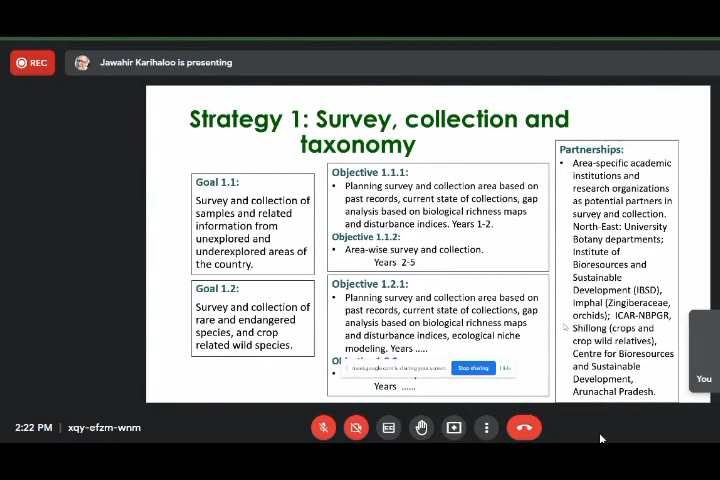 REC
Jawahir Karihaloo is presenting
Strategy 1: Survey, collection and
taxonomy
Goal 1.1:
Survey and collection of
samples and related
information from
unexplored and
underexplored areas of
the country.
Goal 1.2:
Survey and collection of
rare and endangered
species, and crop
related wild species.
Objective 1.1.1:
• Planning survey and collection area based on
past records, current state of collections, gap
analysis based on biological richness maps
and disturbance indices. Years 1-2.
Objective 1.1.2:
• Area-wise survey and collection.
Years 2-5
Objective 1.2.1:
• Planning survey and collection area based on
past records, current state of collections, gap
analysis based on biological richness maps
and disturbance indices, ecological niche
modeling. Years .....
meet.google.com is sharing your screen.
Stop sharing
Hide
Years ......
Partnerships:
• Area-specific academic
institutions and
research organizations
as potential partners in
survey and collection.
North-East: University
Botany departments;
Institute of
Bioresources and
Sustainable
Development (IBSD),
Imphal (Zingiberaceae,
orchids); ICAR-NBPGR,
Shillong (crops and
crop wild relatives),
Centre for Bioresources
and Sustainable
Development,
Arunachal Pradesh.
You
2:22 PM | xqy-efzm-wnm